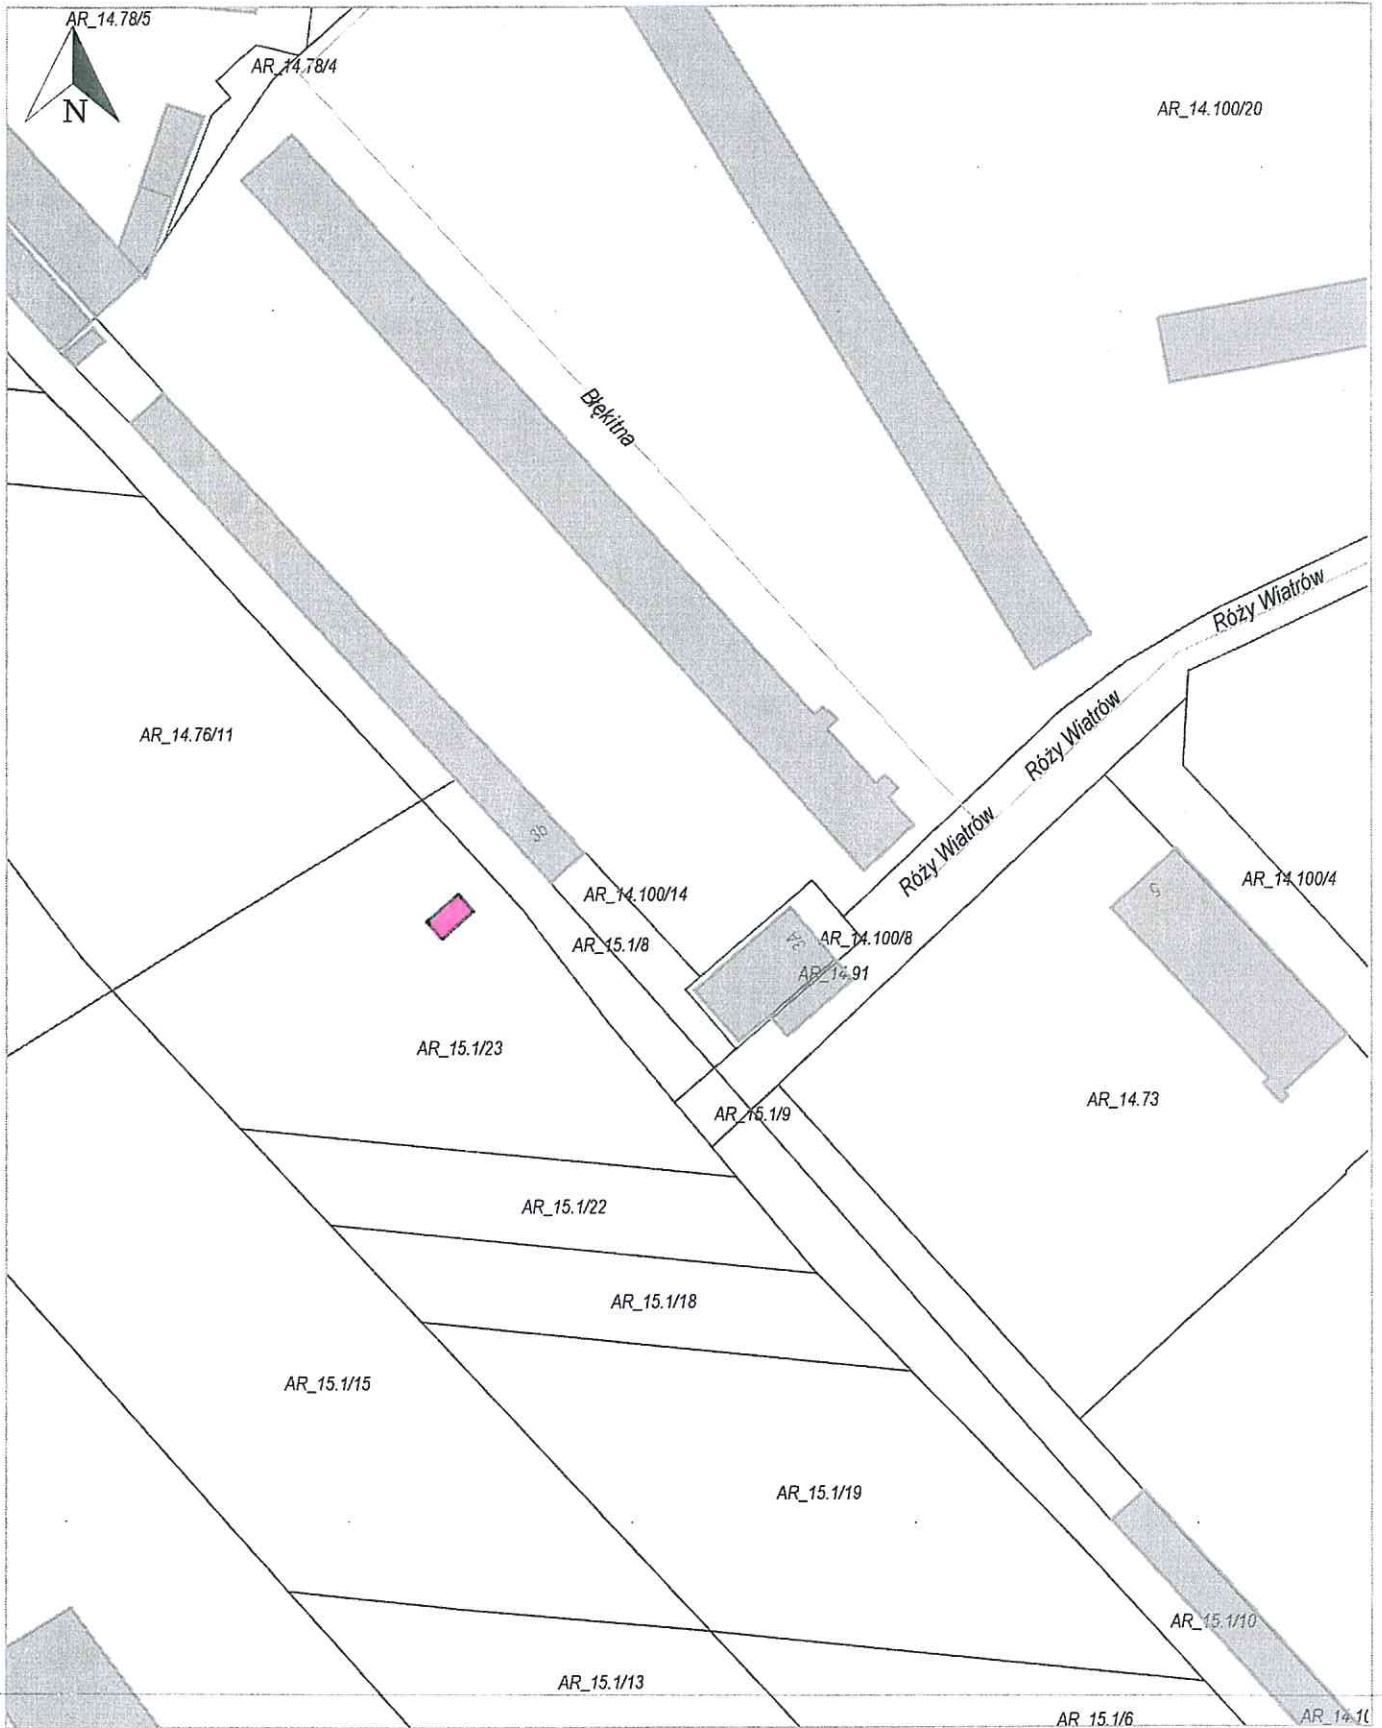 AR_14.78/5
AR_14.78/4
N
AR_14.100/20
Błękitna
Róży Wiatrów
Róży Wiatrów
AR_14.76/11
Róży Wiatrów
3b
AR_14.100/14
AR_14.100/4
5
AR_15.1/8
3A
AR_14.100/8
AR_14.91
AR_15.1/23
AR_14.73
AR_15.1/9
AR_15.1/22
AR_15.1/18
AR_15.1/15
AR_15.1/19
AR_15.1/10
AR_15.1/13
AR_15.1/6
AR_14.10